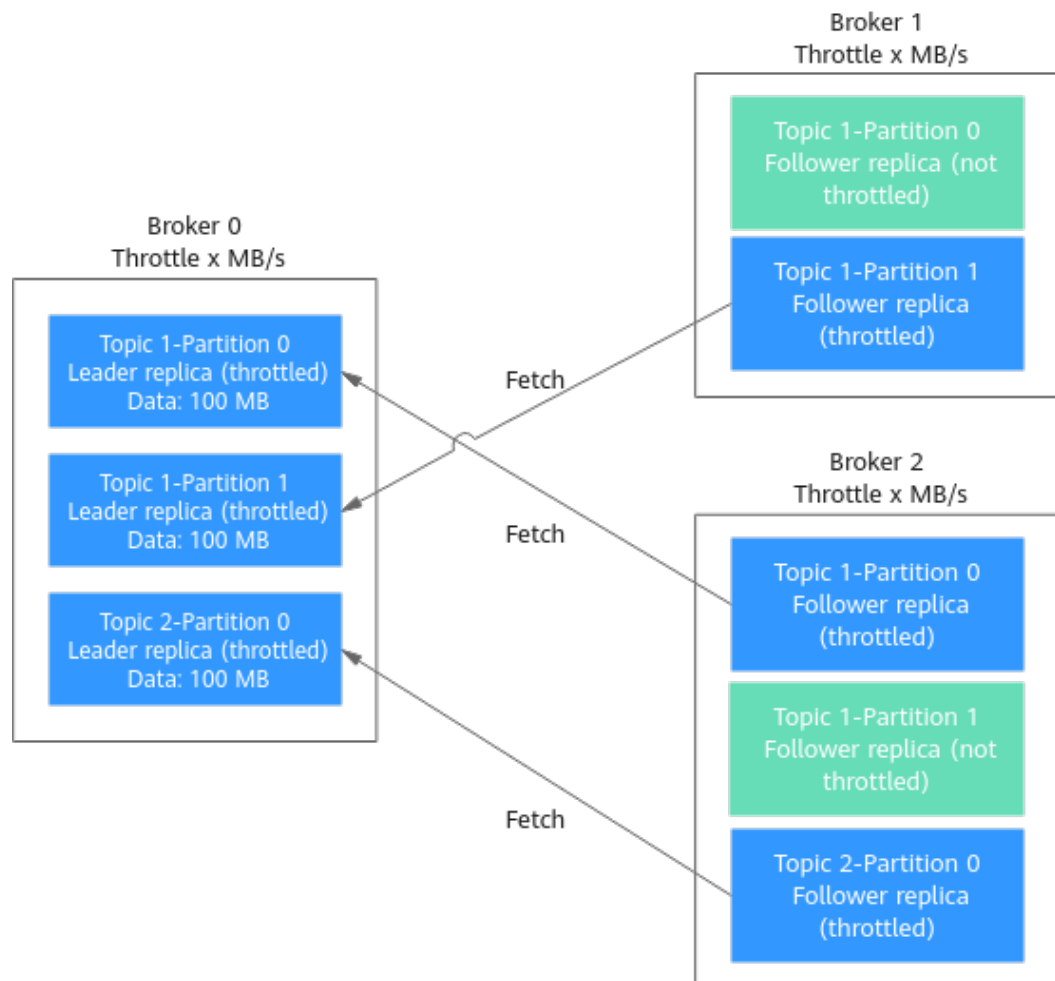 Broker 0
Throttle x MB/s
Topic 1-Partition 0
Leader replica (throttled)
Data: 100 MB
Topic 1-Partition 1
Leader replica (throttled)
Data: 100 MB
Topic 2-Partition 0
Leader replica (throttled)
Data: 100 MB
Fetch
Fetch
Fetch
Broker 1
Throttle x MB/s
Topic 1-Partition 0
Follower replica (not
throttled)
Topic 1-Partition 1
Follower replica
(throttled)
Broker 2
Throttle x MB/s
Topic 1-Partition 0
Follower replica
(throttled)
Topic 1-Partition 1
Follower replica (not
throttled)
Topic 2-Partition 0
Follower replica
(throttled)